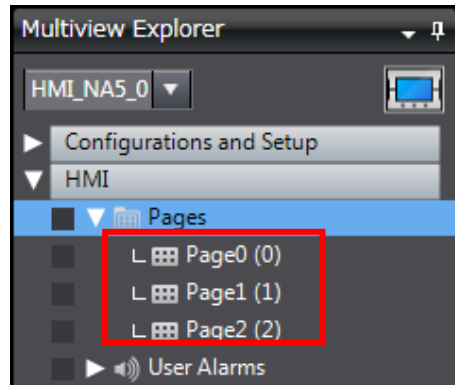 Multiview Explorer
HMI_NA5_0
Configurations and Setup
HMI
Pages
Page0 (0)
Page1 (1)
Page2 (2)
User Alarms